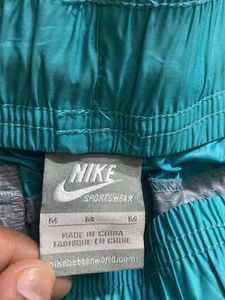 NIKE
SPORTSWEAR
M M M
MADE IN CHINA
FABRIQUE EN CHINE
nikebetterworld.com